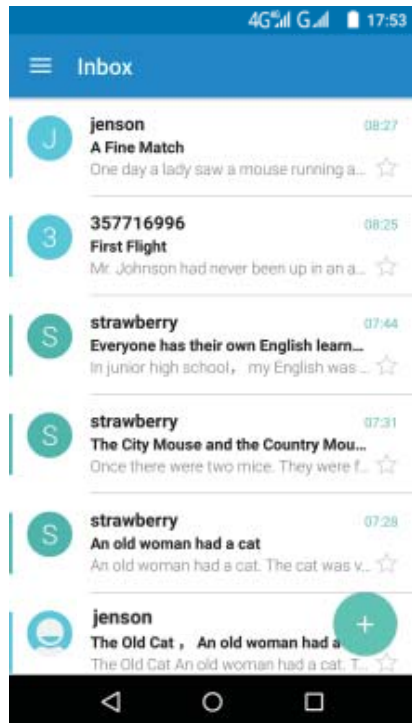 4G 4G G 17:53
Inbox
J jenson 08:27
A Fine Match
One day a lady saw a mouse running a...
3 357716996 08:25
First Flight
Mr. Johnson had never been up in an a...
S strawberry 07:44
Everyone has their own English learn...
In junior high school， my English was ...
S strawberry 07:31
The City Mouse and the Country Mou...
Once there were two mice. They were f...
S strawberry 07:28
An old woman had a cat
An old woman had a cat. The cat was v...
jenson
The Old Cat， An old woman had a
The Old Cat An old woman had a cat. T...